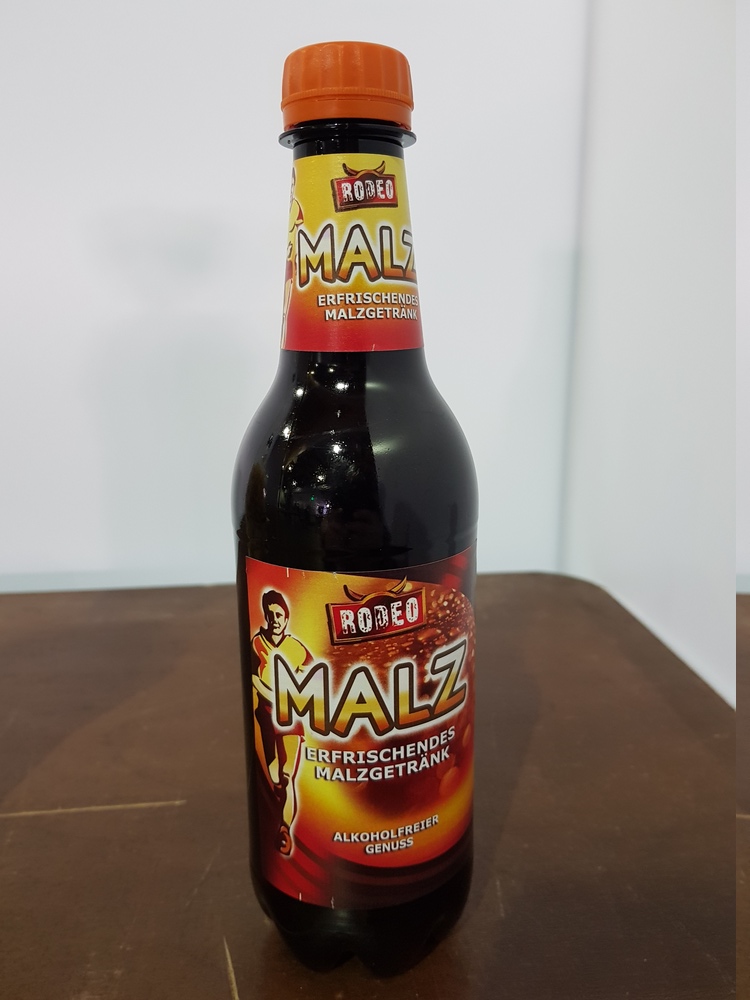 RODEO
MALZ
ERFRISCHENDES
MALZGETRÄNK
RODEO
MALZ
ERFRISCHENDES
MALZGETRÄNK
ALKOHOLFREIER
GENUSS